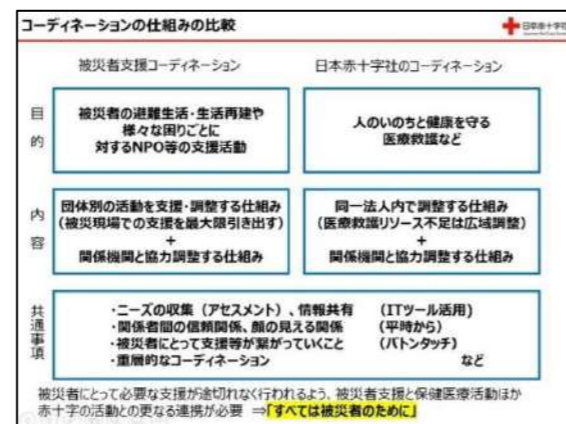 コーディネーションの仕組みの比較
日本赤十字社
被災者支援コーディネーション
日本赤十字社のコーディネーション
目的
被災者の避難生活・生活再建や
様々な困りごとに
対するNPO等の支援活動
人のいのちと健康を守る
医療救護など
内容
団体別の活動を支援・調整する仕組み
(被災現場での支援を最大限引き出す)
+
関係機関と協力調整する仕組み
同一法人内で調整する仕組み
(医療救護リソース不足は広域調整)
+
関係機関と協力調整する仕組み
共通事項
・ニーズの収集(アセスメント)、情報共有 (ITツール活用)
・関係者間の信頼関係、顔の見える関係 (平時から)
・被災者にとって支援等が繋がっていくこと (バトンタッチ)
・重層的なコーディネーション など
被災者にとって必要な支援が途切れなく行われるよう、被災者支援と保健医療活動ほか
赤十字の活動との更なる連携が必要 ⇒「すべては被災者のために」